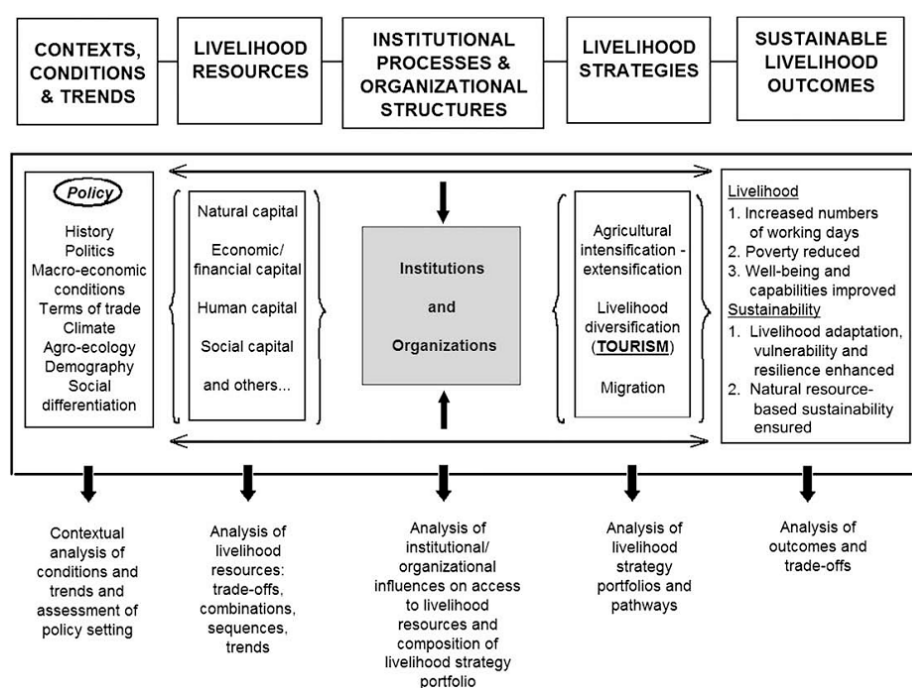 CONTEXTS,
CONDITIONS
& TRENDS
LIVELIHOOD
RESOURCES
INSTITUTIONAL
PROCESSES &
ORGANIZATIONAL
STRUCTURES
LIVELIHOOD
STRATEGIES
SUSTAINABLE
LIVELIHOOD
OUTCOMES
Policy
History
Politics
Macro-economic
conditions
Terms of trade
Climate
Agro-ecology
Demography
Social
differentiation
Natural capital
Economic/
financial capital
Human capital
Social capital
and others...
Institutions
and
Organizations
Agricultural
intensification -
extensification
Livelihood
diversification
(TOURISM)
Migration
Livelihood
1. Increased numbers
of working days
2. Poverty reduced
3. Well-being and
capabilities improved
Sustainability
1. Livelihood adaptation,
vulnerability and
resilience enhanced
2. Natural resource-
based sustainability
ensured
Contextual
analysis of
conditions and
trends and
assessment of
policy setting
Analysis of
livelihood
resources:
trade-offs,
combinations,
sequences,
trends
Analysis of
institutional/
organizational
influences on access
to livelihood
resources and
composition of
livelihood strategy
portfolio
Analysis of
livelihood
strategy
portfolios and
pathways
Analysis of
outcomes and
trade-offs